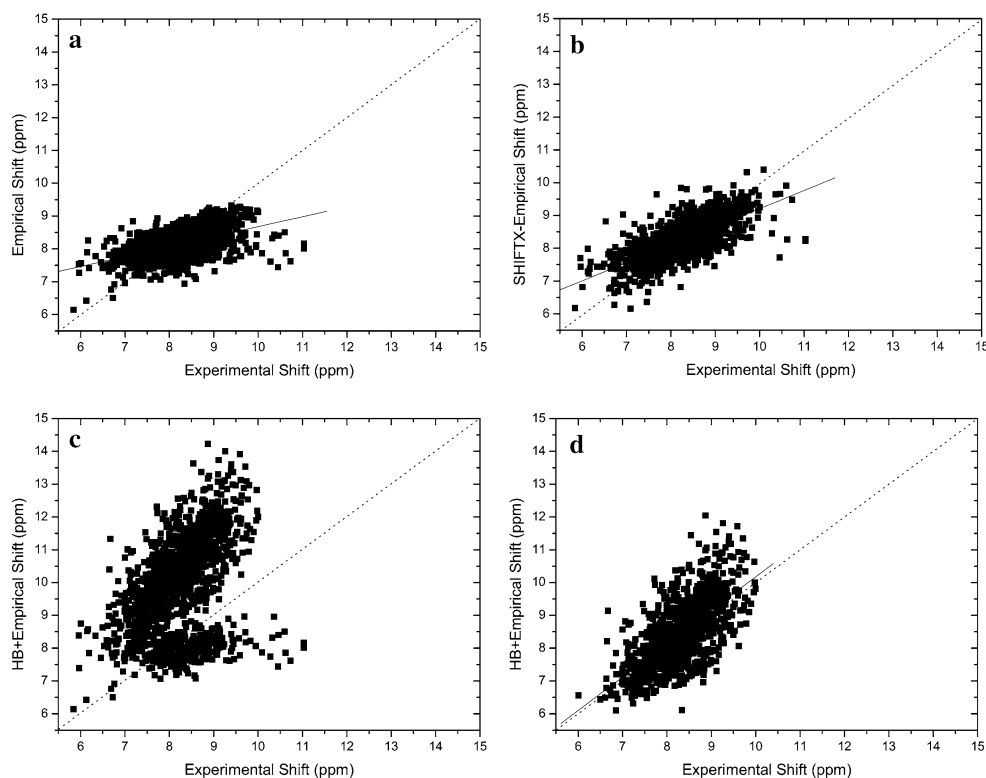 a
15
14
13
12
11
10
9
8
7
6
Empirical Shift (ppm)
6 7 8 9 10 11 12 13 14 15
Experimental Shift (ppm)
b
15
14
13
12
11
10
9
8
7
6
SHIFTX-Empirical Shift (ppm)
6 7 8 9 10 11 12 13 14 15
Experimental Shift (ppm)
c
15
14
13
12
11
10
9
8
7
6
HB+Empirical Shift (ppm)
6 7 8 9 10 11 12 13 14 15
Experimental Shift (ppm)
d
15
14
13
12
11
10
9
8
7
6
HB+Empirical Shift (ppm)
6 7 8 9 10 11 12 13 14 15
Experimental Shift (ppm)